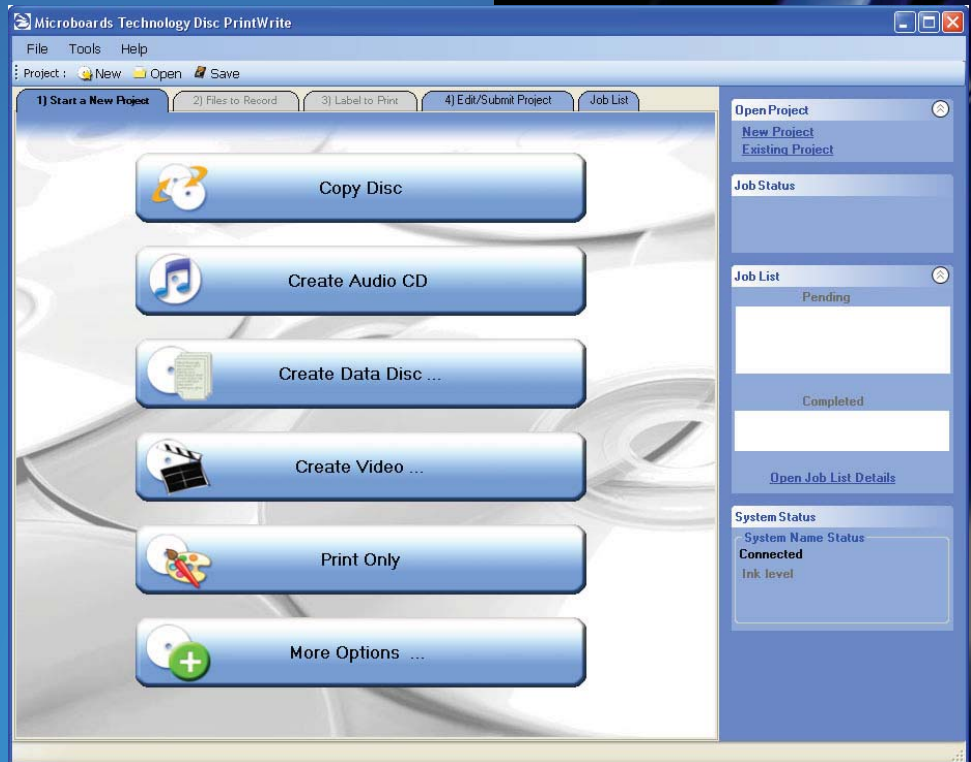 Microboards Technology Disc PrintWrite
File Tools Help
Project : New Open Save
1) Start a New Project 2) Files to Record 3) Label to Print 4) Edit/Submit Project Job List
Copy Disc
Create Audio CD
Create Data Disc ...
Create Video ...
Print Only
More Options ...
Open Project
New Project
Existing Project
Job Status
Job List
Pending
Completed
Open Job List Details
System Status
System Name Status
Connected
Ink level